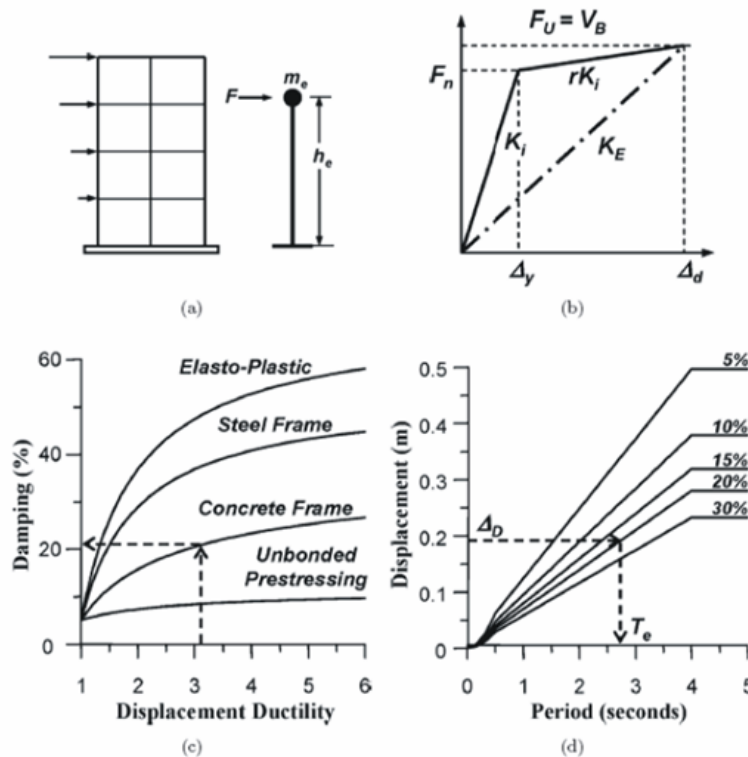 F
m_e
h_e
(a)
F_U = V_B
F_n
rK_i
K_i
K_E
Δ_y
Δ_d
(b)
60
40
20
0
Damping (%)
Elasto-Plastic
Steel Frame
Concrete Frame
Unbonded
Prestressing
1 2 3 4 5 6
Displacement Ductility
(c)
0.5
0.4
0.3
0.2
0.1
0
Displacement (m)
5%
10%
15%
20%
30%
Δ_D
T_e
0 1 2 3 4 5
Period (seconds)
(d)